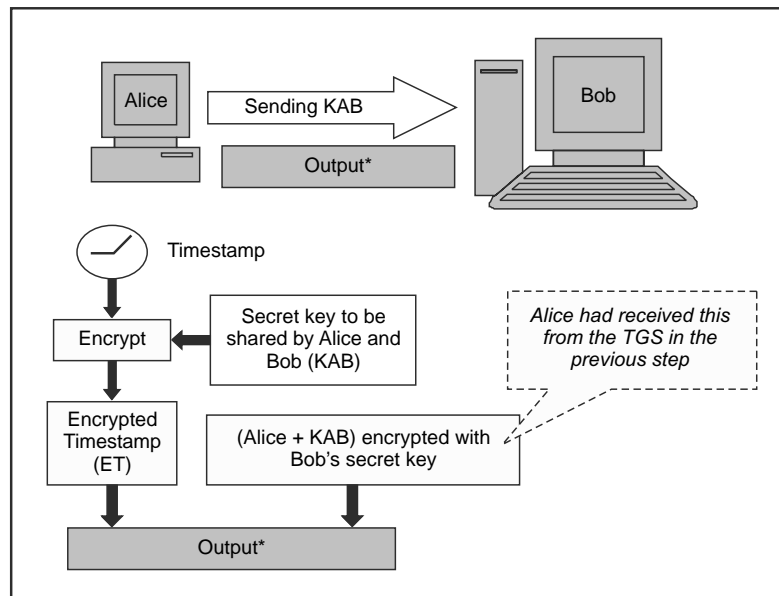 Alice
Sending KAB
Bob
Output*
Timestamp
Encrypt
Secret key to be
shared by Alice and
Bob (KAB)
Alice had received this
from the TGS in the
previous step
Encrypted
Timestamp
(ET)
(Alice + KAB) encrypted with
Bob’s secret key
Output*